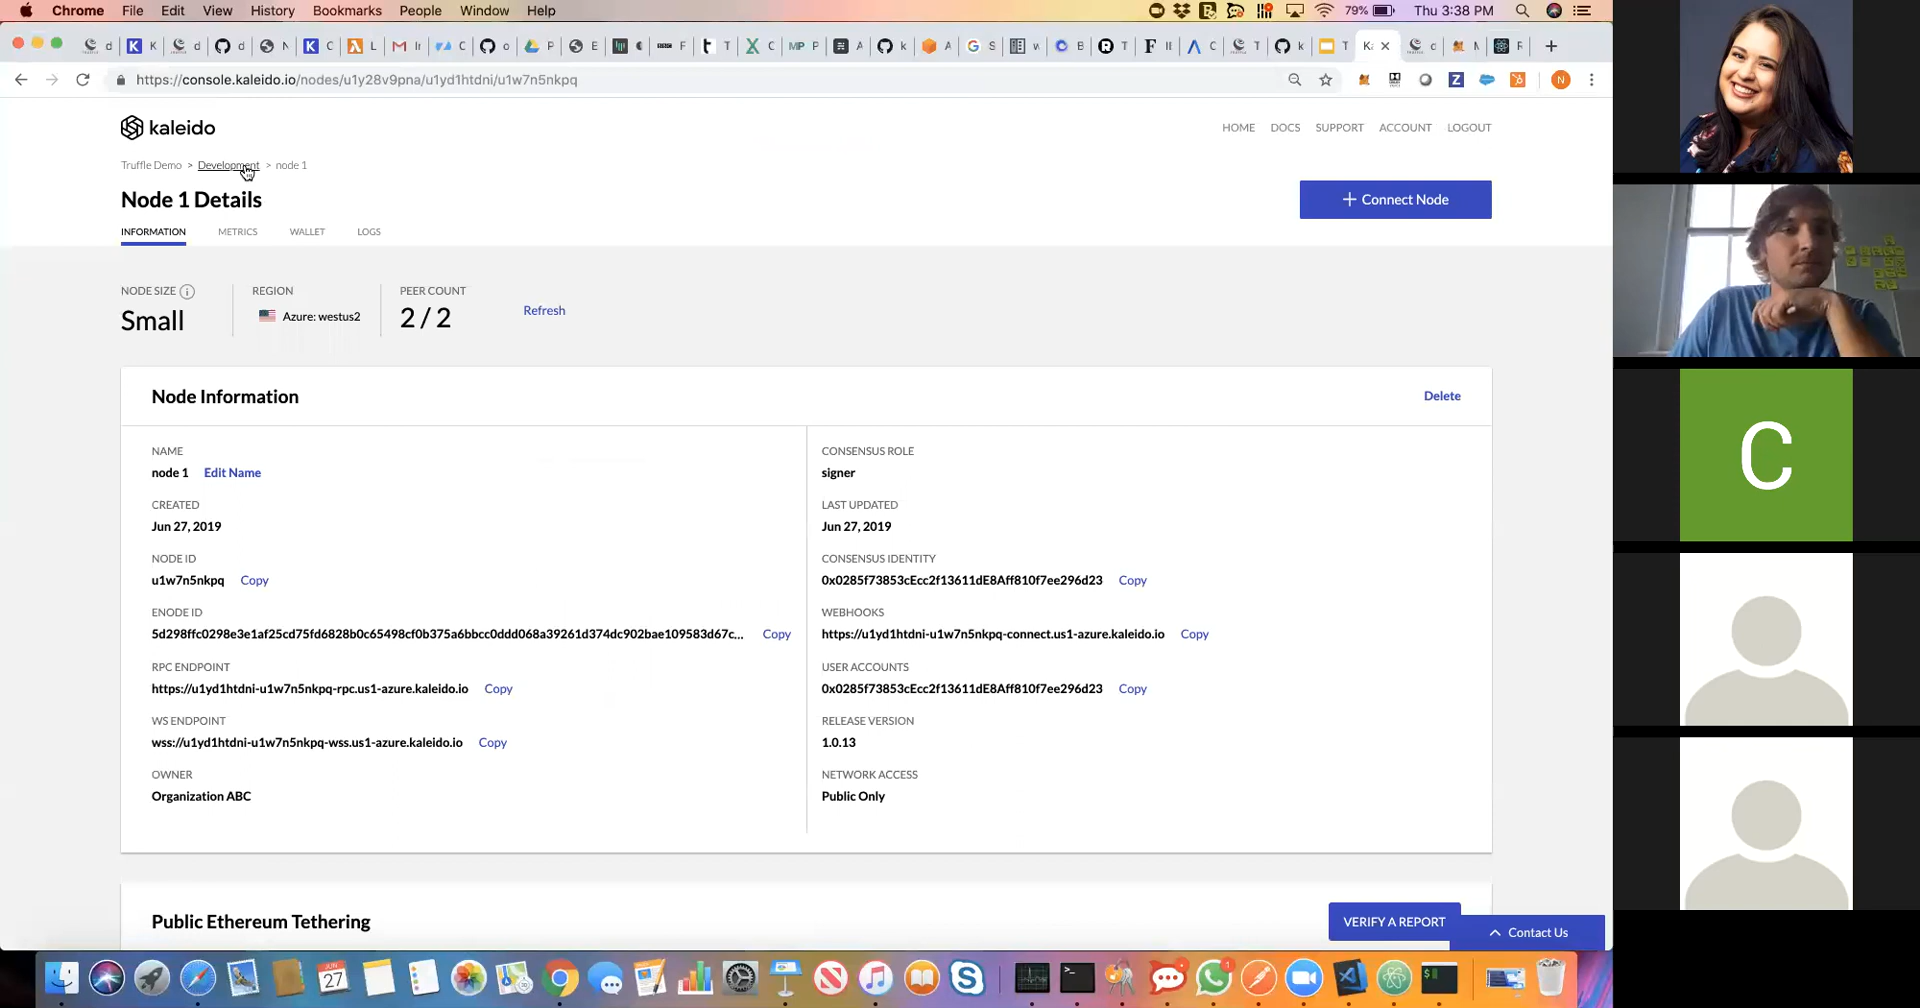 Chrome File Edit View History Bookmarks People Window Help 79% Thu 3:38 PM
https://console.kaleido.io/nodes/u1y28v9pna/u1yd1htdni/u1w7n5nkpq
kaleido
HOME DOCS SUPPORT ACCOUNT LOGOUT
Truffle Demo > Development > node 1
Node 1 Details
+ Connect Node
INFORMATION METRICS WALLET LOGS
NODE SIZE
Small
REGION
Azure: westus2
PEER COUNT
2 / 2
Refresh
Node Information
Delete
NAME
node 1 Edit Name
CREATED
Jun 27, 2019
NODE ID
u1w7n5nkpq Copy
ENODE ID
5d298ffc0298e3e1af25cd75fd6828b0c65498cf0b375a6bbcc0ddd068a39261d374dc902bae109583d67c... Copy
RPC ENDPOINT
https://u1yd1htdni-u1w7n5nkpq-rpc.us1-azure.kaleido.io Copy
WS ENDPOINT
wss://u1yd1htdni-u1w7n5nkpq-wss.us1-azure.kaleido.io Copy
OWNER
Organization ABC
CONSENSUS ROLE
signer
LAST UPDATED
Jun 27, 2019
CONSENSUS IDENTITY
0x0285f73853cEcc2f13611dE8Aff810f7ee296d23 Copy
WEBHOOKS
https://u1yd1htdni-u1w7n5nkpq-connect.us1-azure.kaleido.io Copy
USER ACCOUNTS
0x0285f73853cEcc2f13611dE8Aff810f7ee296d23 Copy
RELEASE VERSION
1.0.13
NETWORK ACCESS
Public Only
Public Ethereum Tethering
VERIFY A REPORT
Contact Us
C